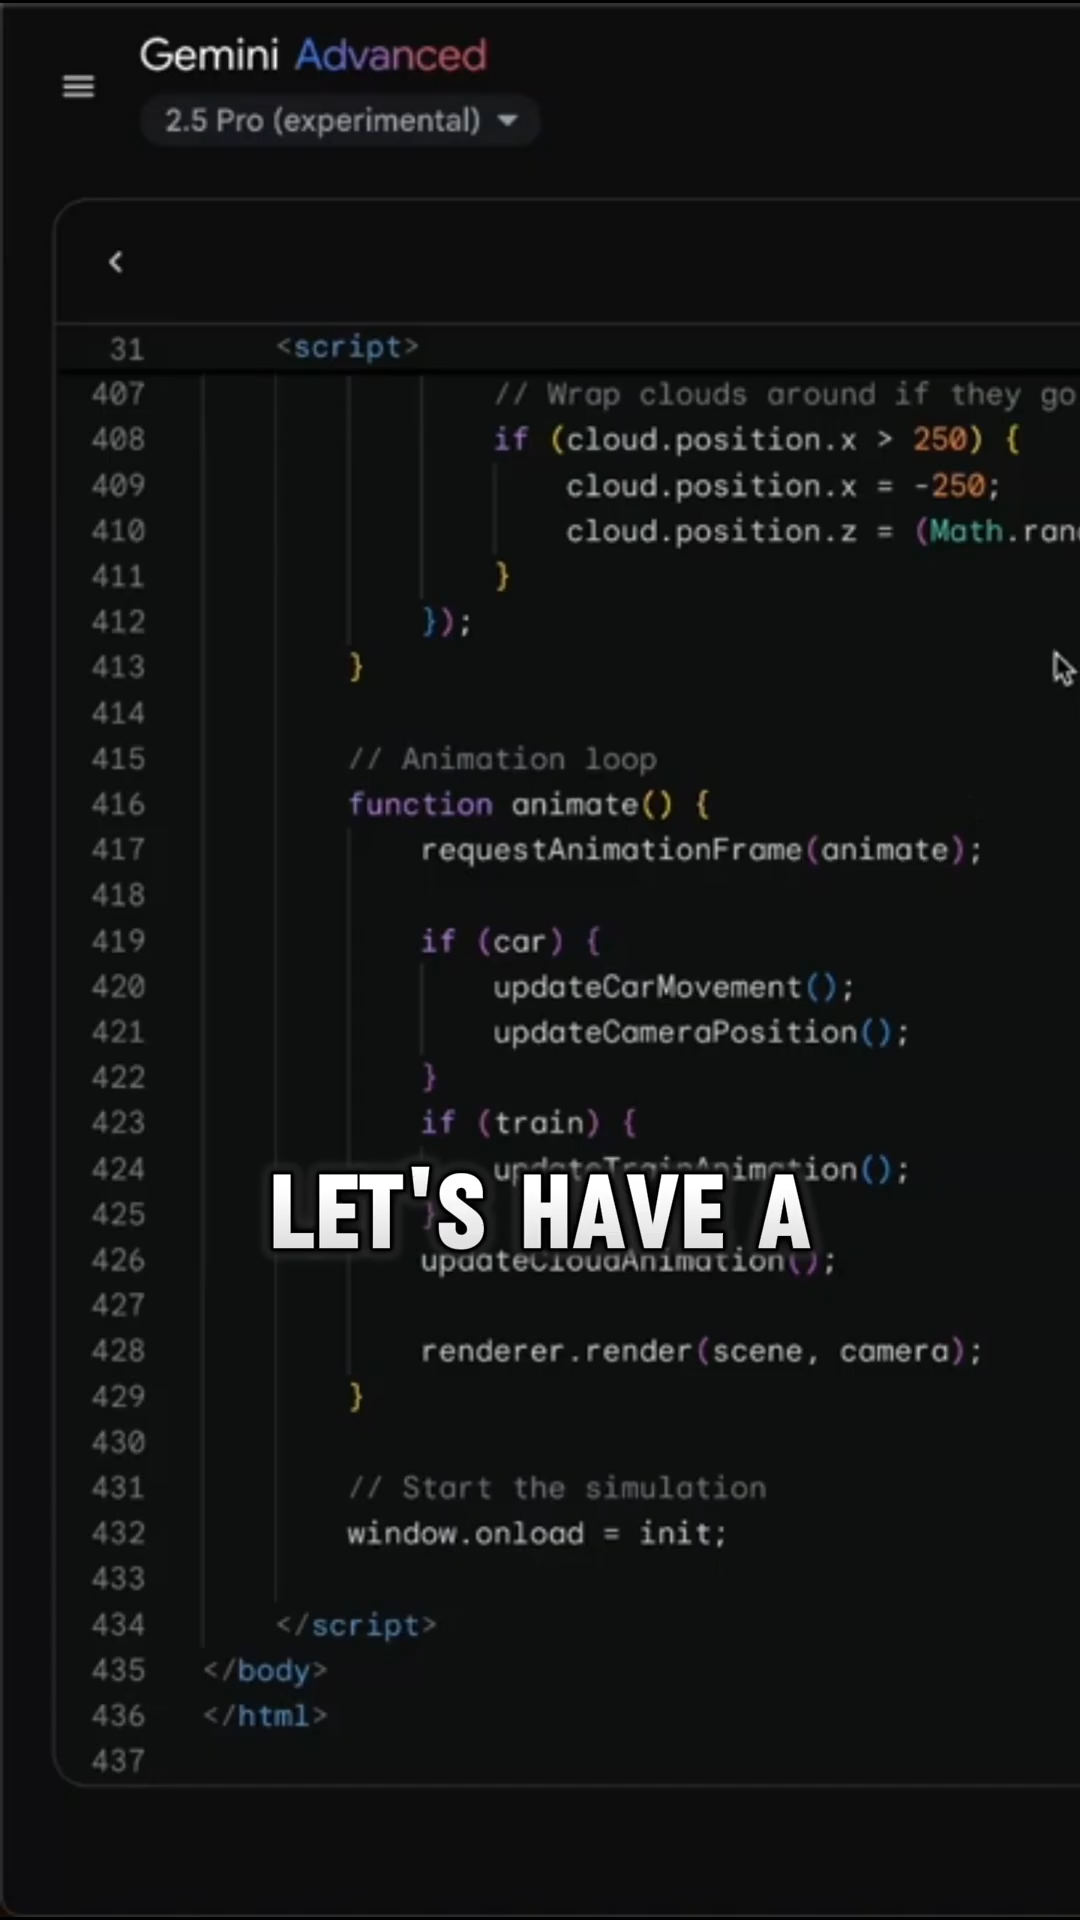 Gemini Advanced
2.5 Pro (experimental)
31 <script>
407 // Wrap clouds around if they go
408 if (cloud.position.x > 250) {
409 cloud.position.x = -250;
410 cloud.position.z = (Math.ran
411 }
412 });
413 }
414
415 // Animation loop
416 function animate() {
417 requestAnimationFrame(animate);
418
419 if (car) {
420 updateCarMovement();
421 updateCameraPosition();
422 }
423 if (train) {
424 updateTrainAnimation();
LET'S HAVE A
425 }
426 updateCloudAnimation();
427
428 renderer.render(scene, camera);
429 }
430
431 // Start the simulation
432 window.onload = init;
433
434 </script>
435 </body>
436 </html>
437